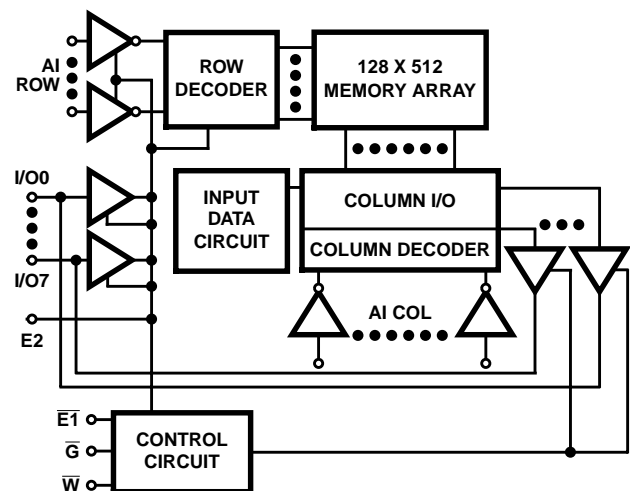 AI
ROW
ROW
DECODER
128 X 512
MEMORY ARRAY
I/O0
I/O7
INPUT
DATA
CIRCUIT
COLUMN I/O
COLUMN DECODER
E2
AI COL
E1
G
W
CONTROL
CIRCUIT